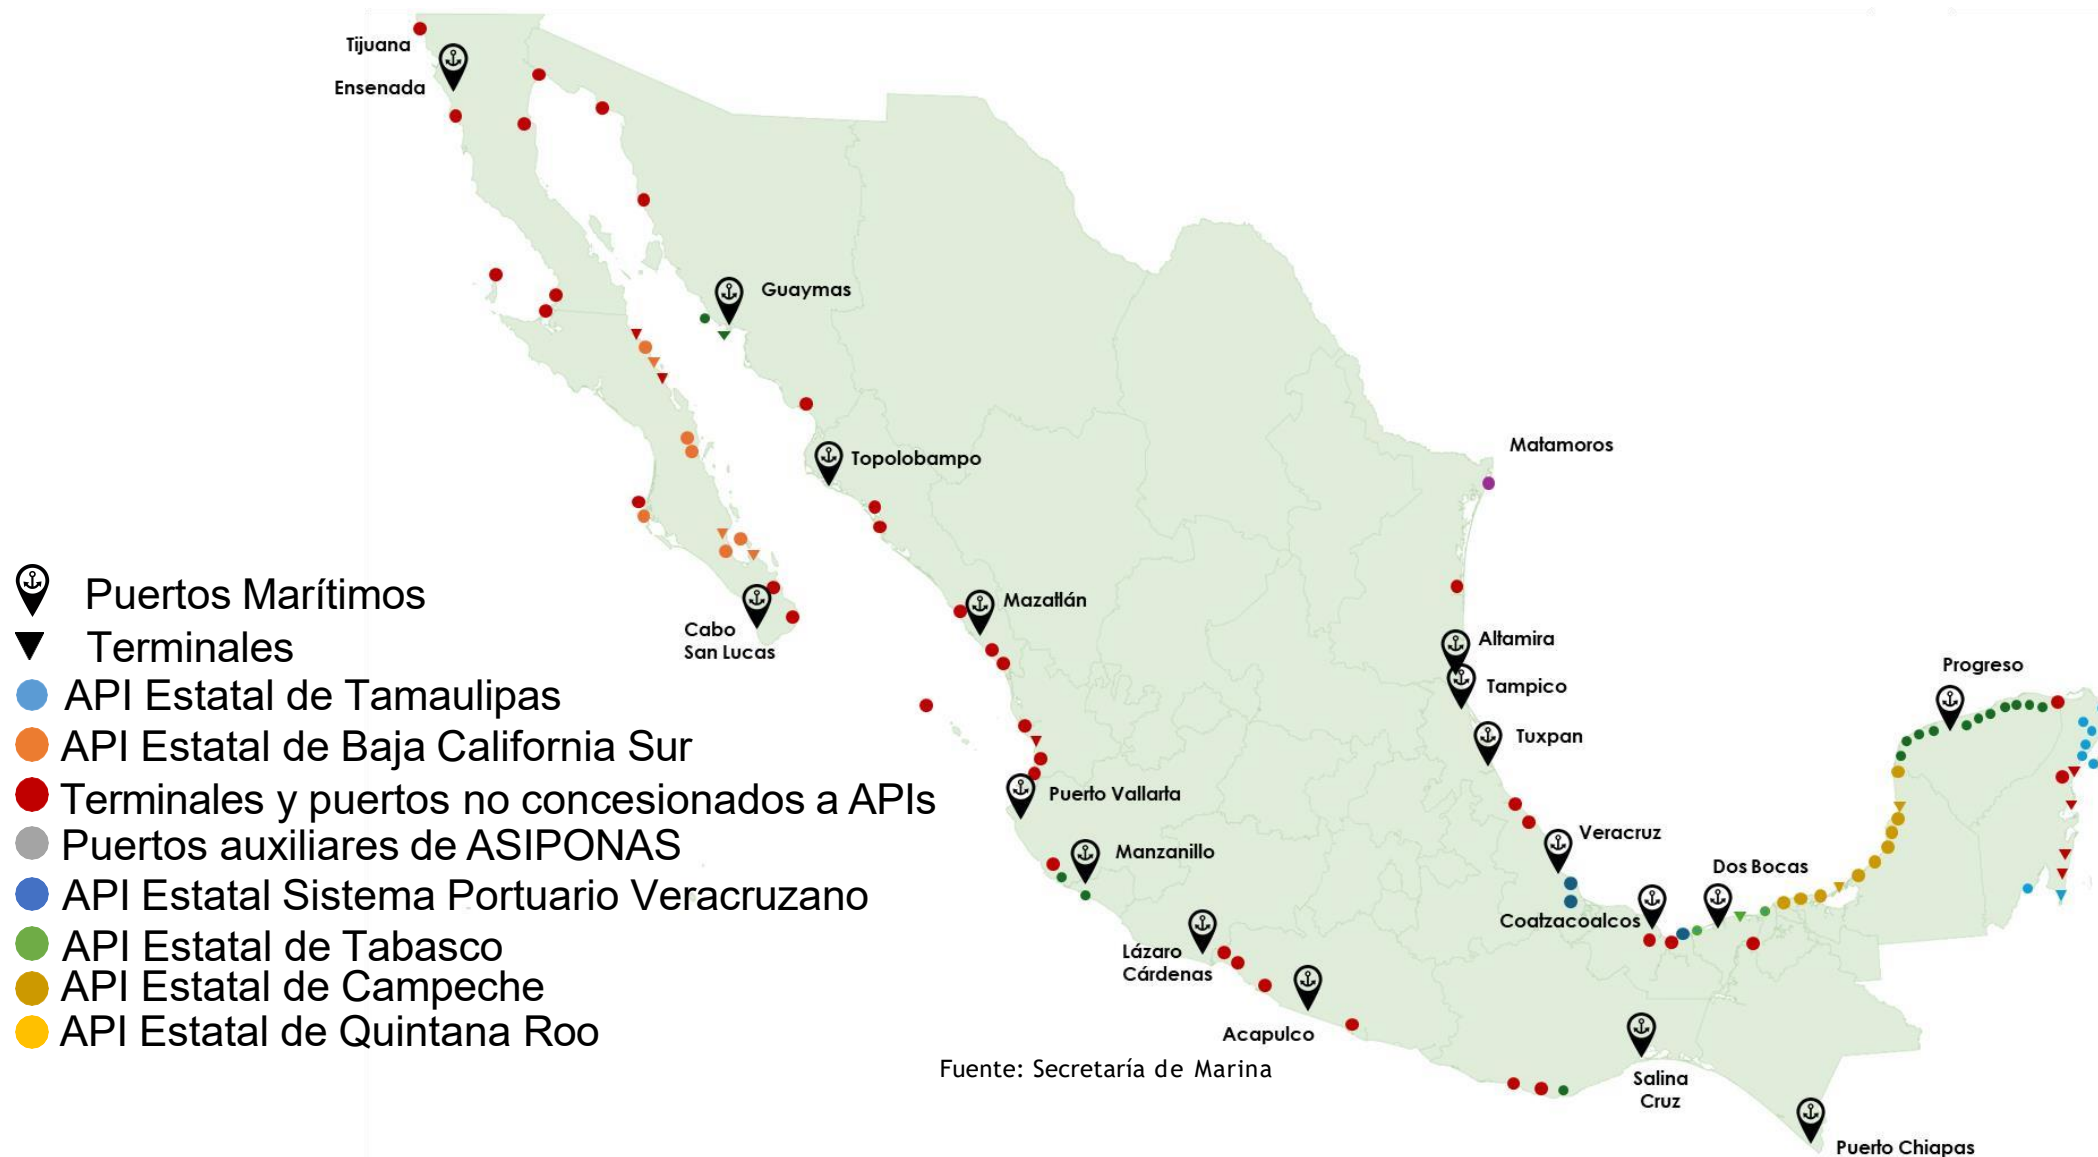 Tijuana
Ensenada
Guaymas
Topolobampo
Matamoros
Mazatlán
Cabo
San Lucas
Altamira
Tampico
Tuxpan
Progreso
Puerto Vallarta
Manzanillo
Veracruz
Dos Bocas
Coatzacoalcos
Lázaro
Cárdenas
Acapulco
Salina
Cruz
Puerto Chiapas
Puertos Marítimos
Terminales
API Estatal de Tamaulipas
API Estatal de Baja California Sur
Terminales y puertos no concesionados a APIs
Puertos auxiliares de ASIPONAS
API Estatal Sistema Portuario Veracruzano
API Estatal de Tabasco
API Estatal de Campeche
API Estatal de Quintana Roo
Fuente: Secretaría de Marina